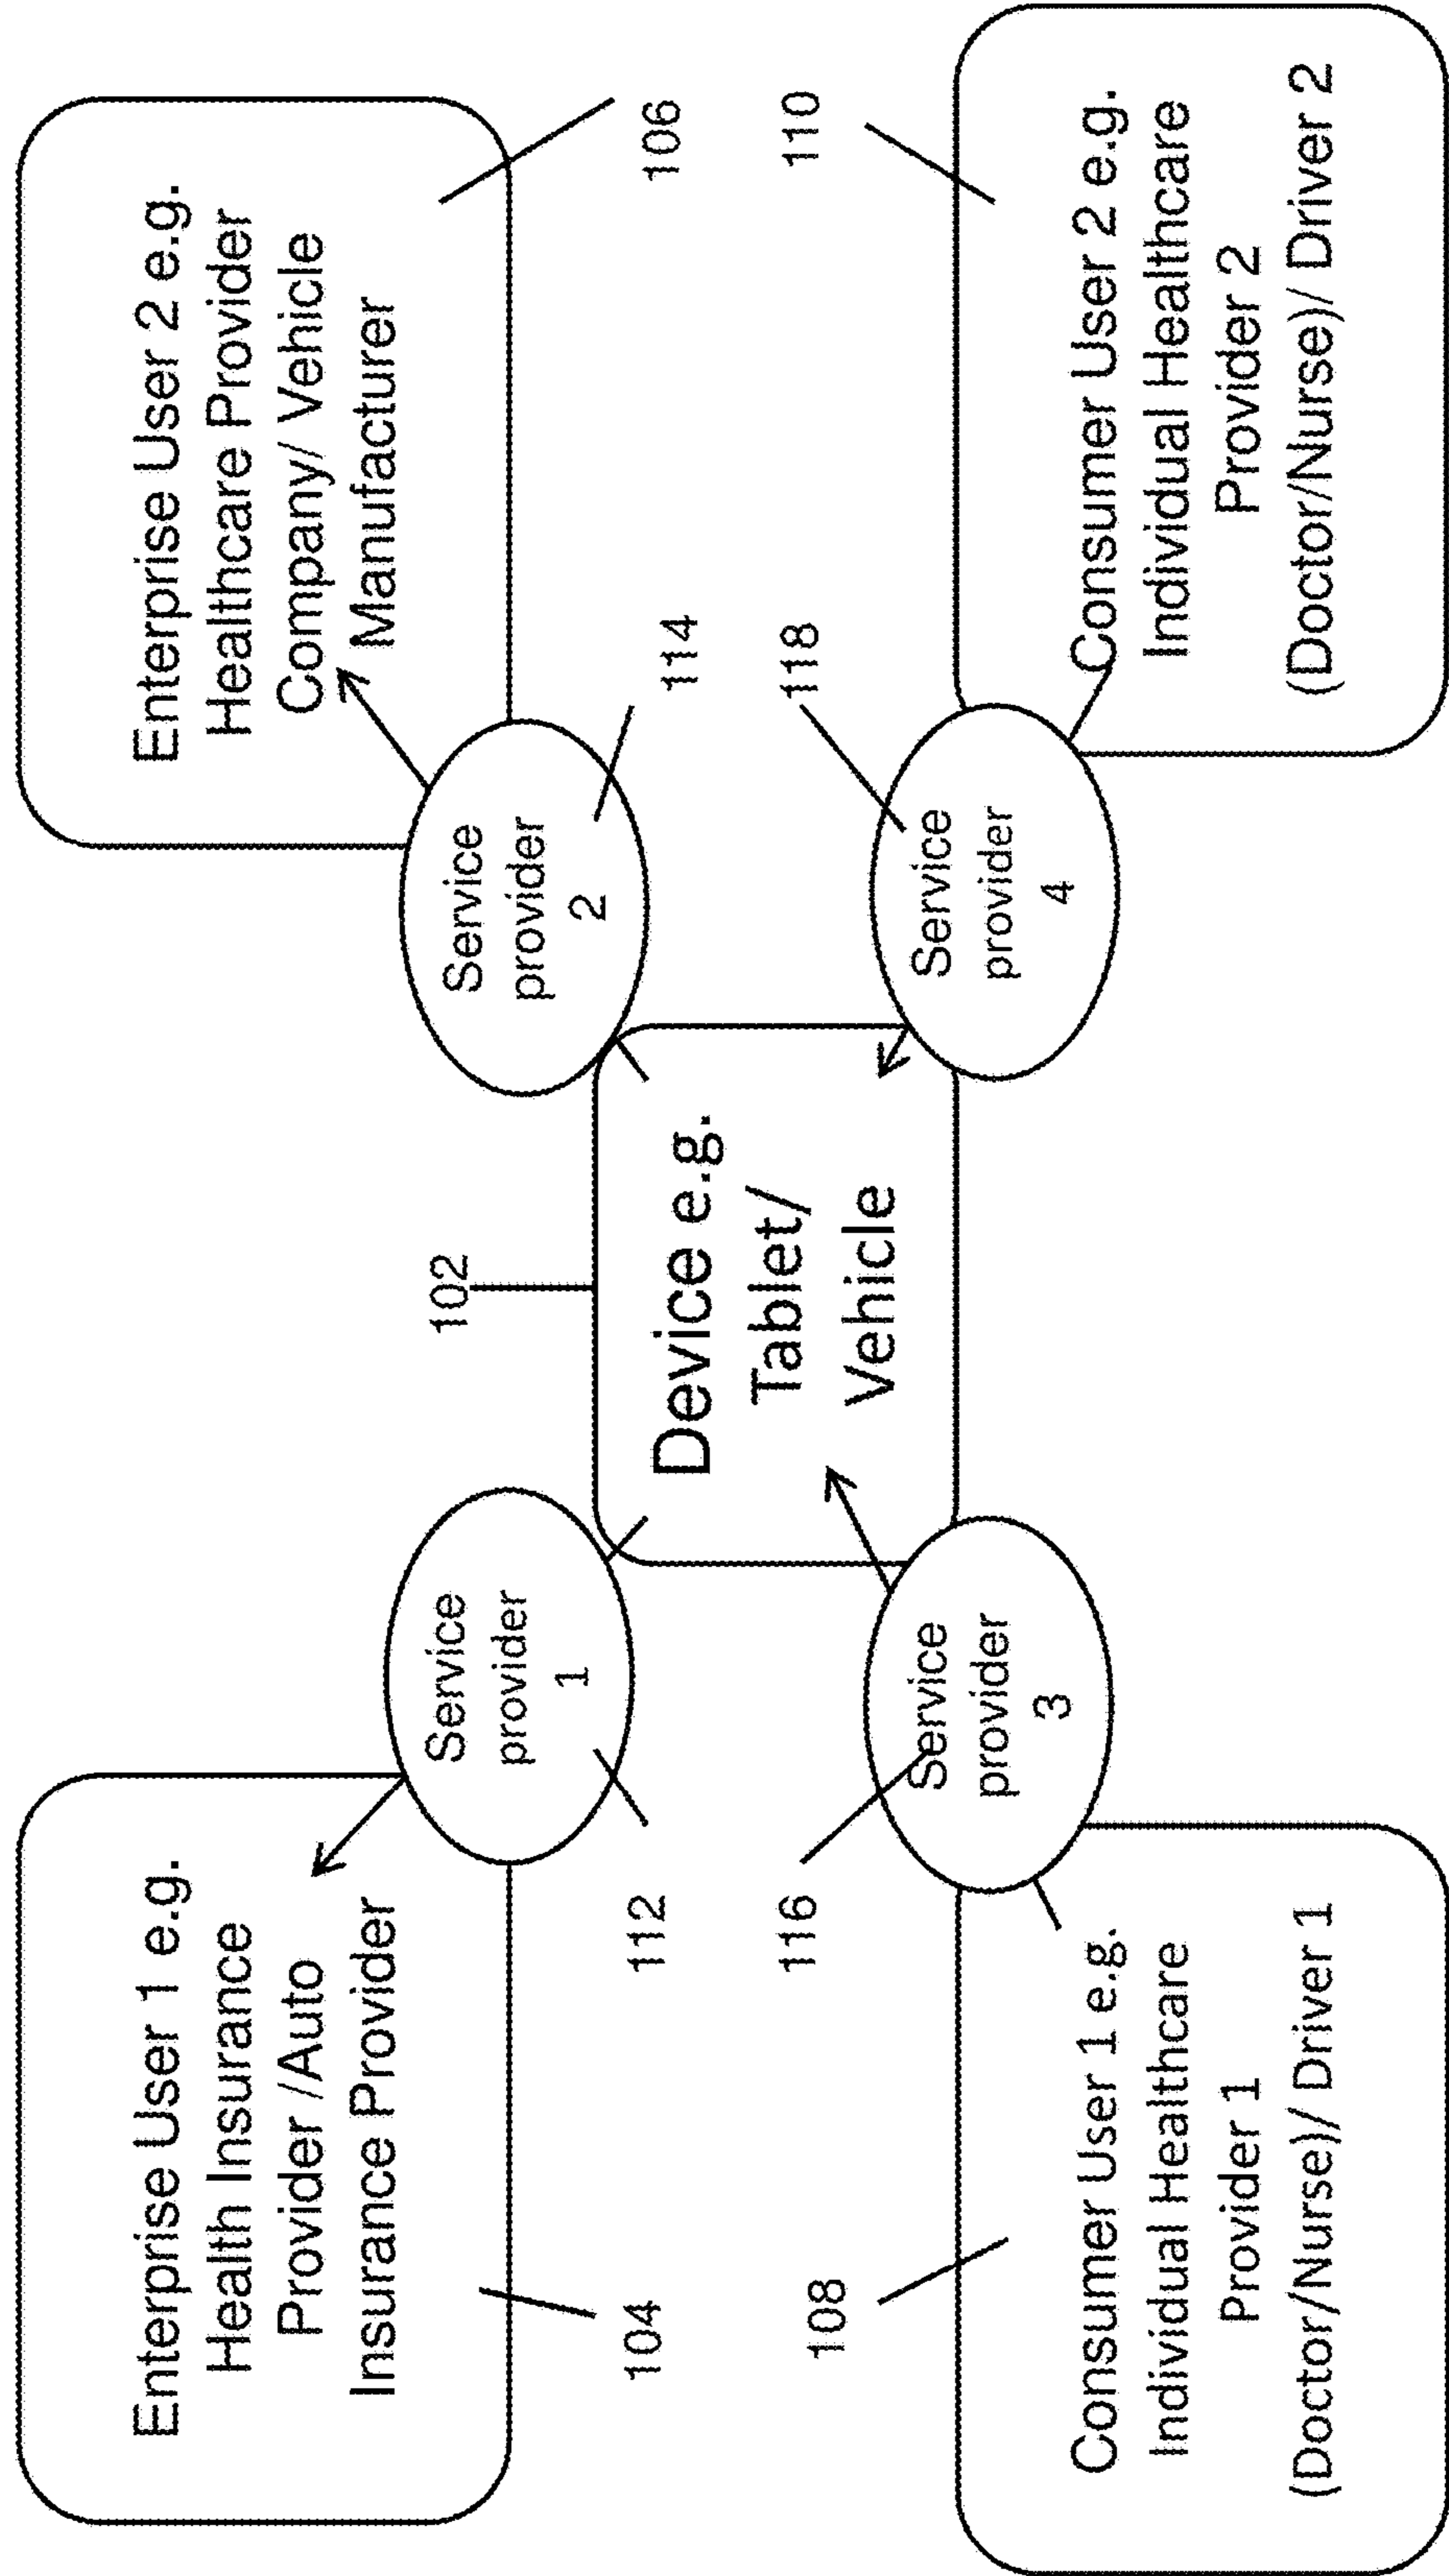 Enterprise User 1 e.g.
Health Insurance
Provider /Auto
Insurance Provider
104
Enterprise User 2 e.g.
Healthcare Provider
Company/ Vehicle
Manufacturer
106
Service
provider
1
112
Service
provider
2
114
102
Device e.g.
Tablet/
Vehicle
Service
provider
3
116
Service
provider
4
118
108
Consumer User 1 e.g.
Individual Healthcare
Provider 1
(Doctor/Nurse)/ Driver 1
110
Consumer User 2 e.g.
Individual Healthcare
Provider 2
(Doctor/Nurse)/ Driver 2